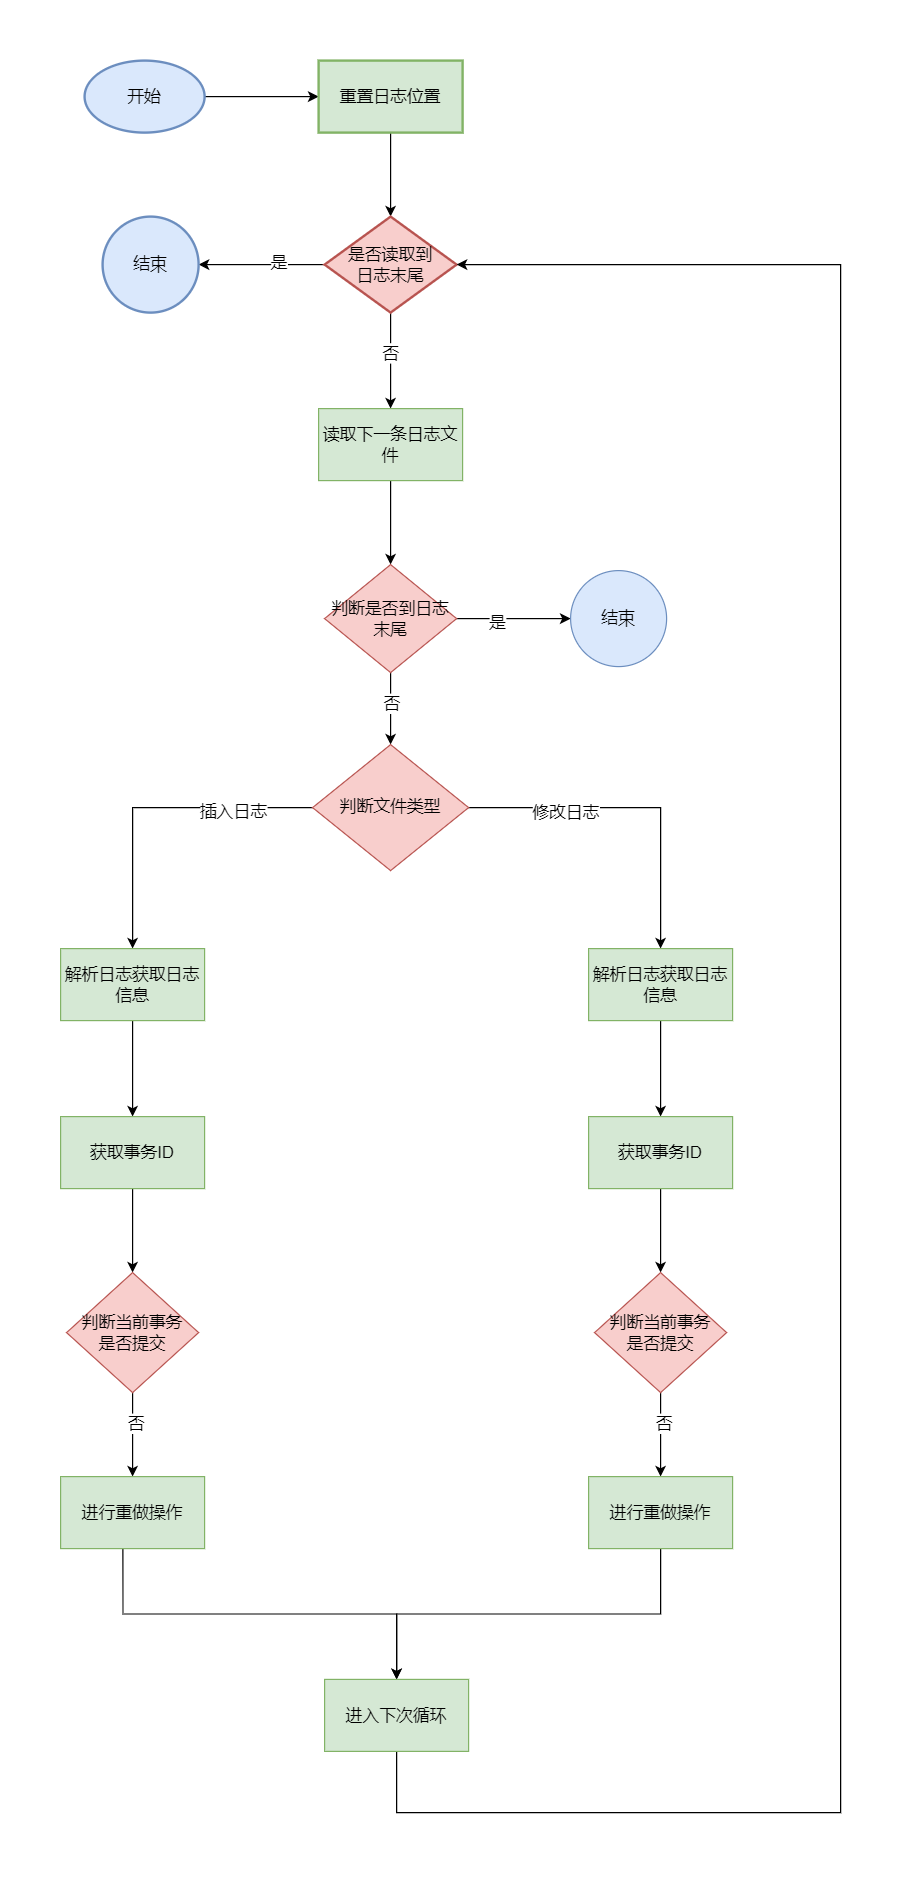 开始
重置日志位置
结束
是
是否读取到
日志末尾
否
读取下一条日志文
件
判断是否到日志
末尾
是
结束
否
插入日志
判断文件类型
修改日志
解析日志获取日志
信息
解析日志获取日志
信息
获取事务ID
获取事务ID
判断当前事务
是否提交
判断当前事务
是否提交
否
否
进行重做操作
进行重做操作
进入下次循环